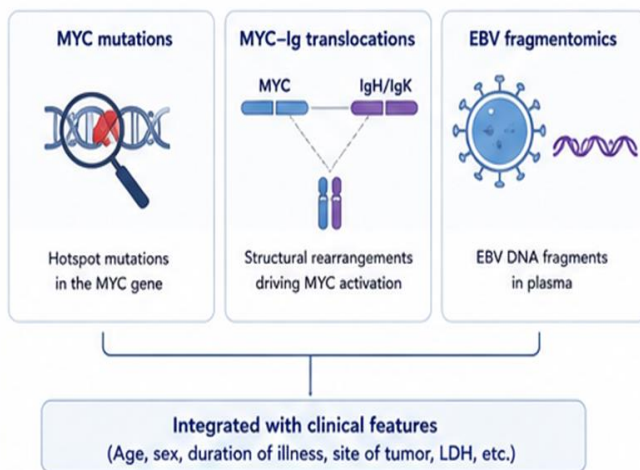 MYC mutations
Hotspot mutations
in the MYC gene
MYC–Ig translocations
MYC
IgH/IgK
Structural rearrangements
driving MYC activation
EBV fragmentomics
EBV DNA fragments
in plasma
Integrated with clinical features
(Age, sex, duration of illness, site of tumor, LDH, etc.)